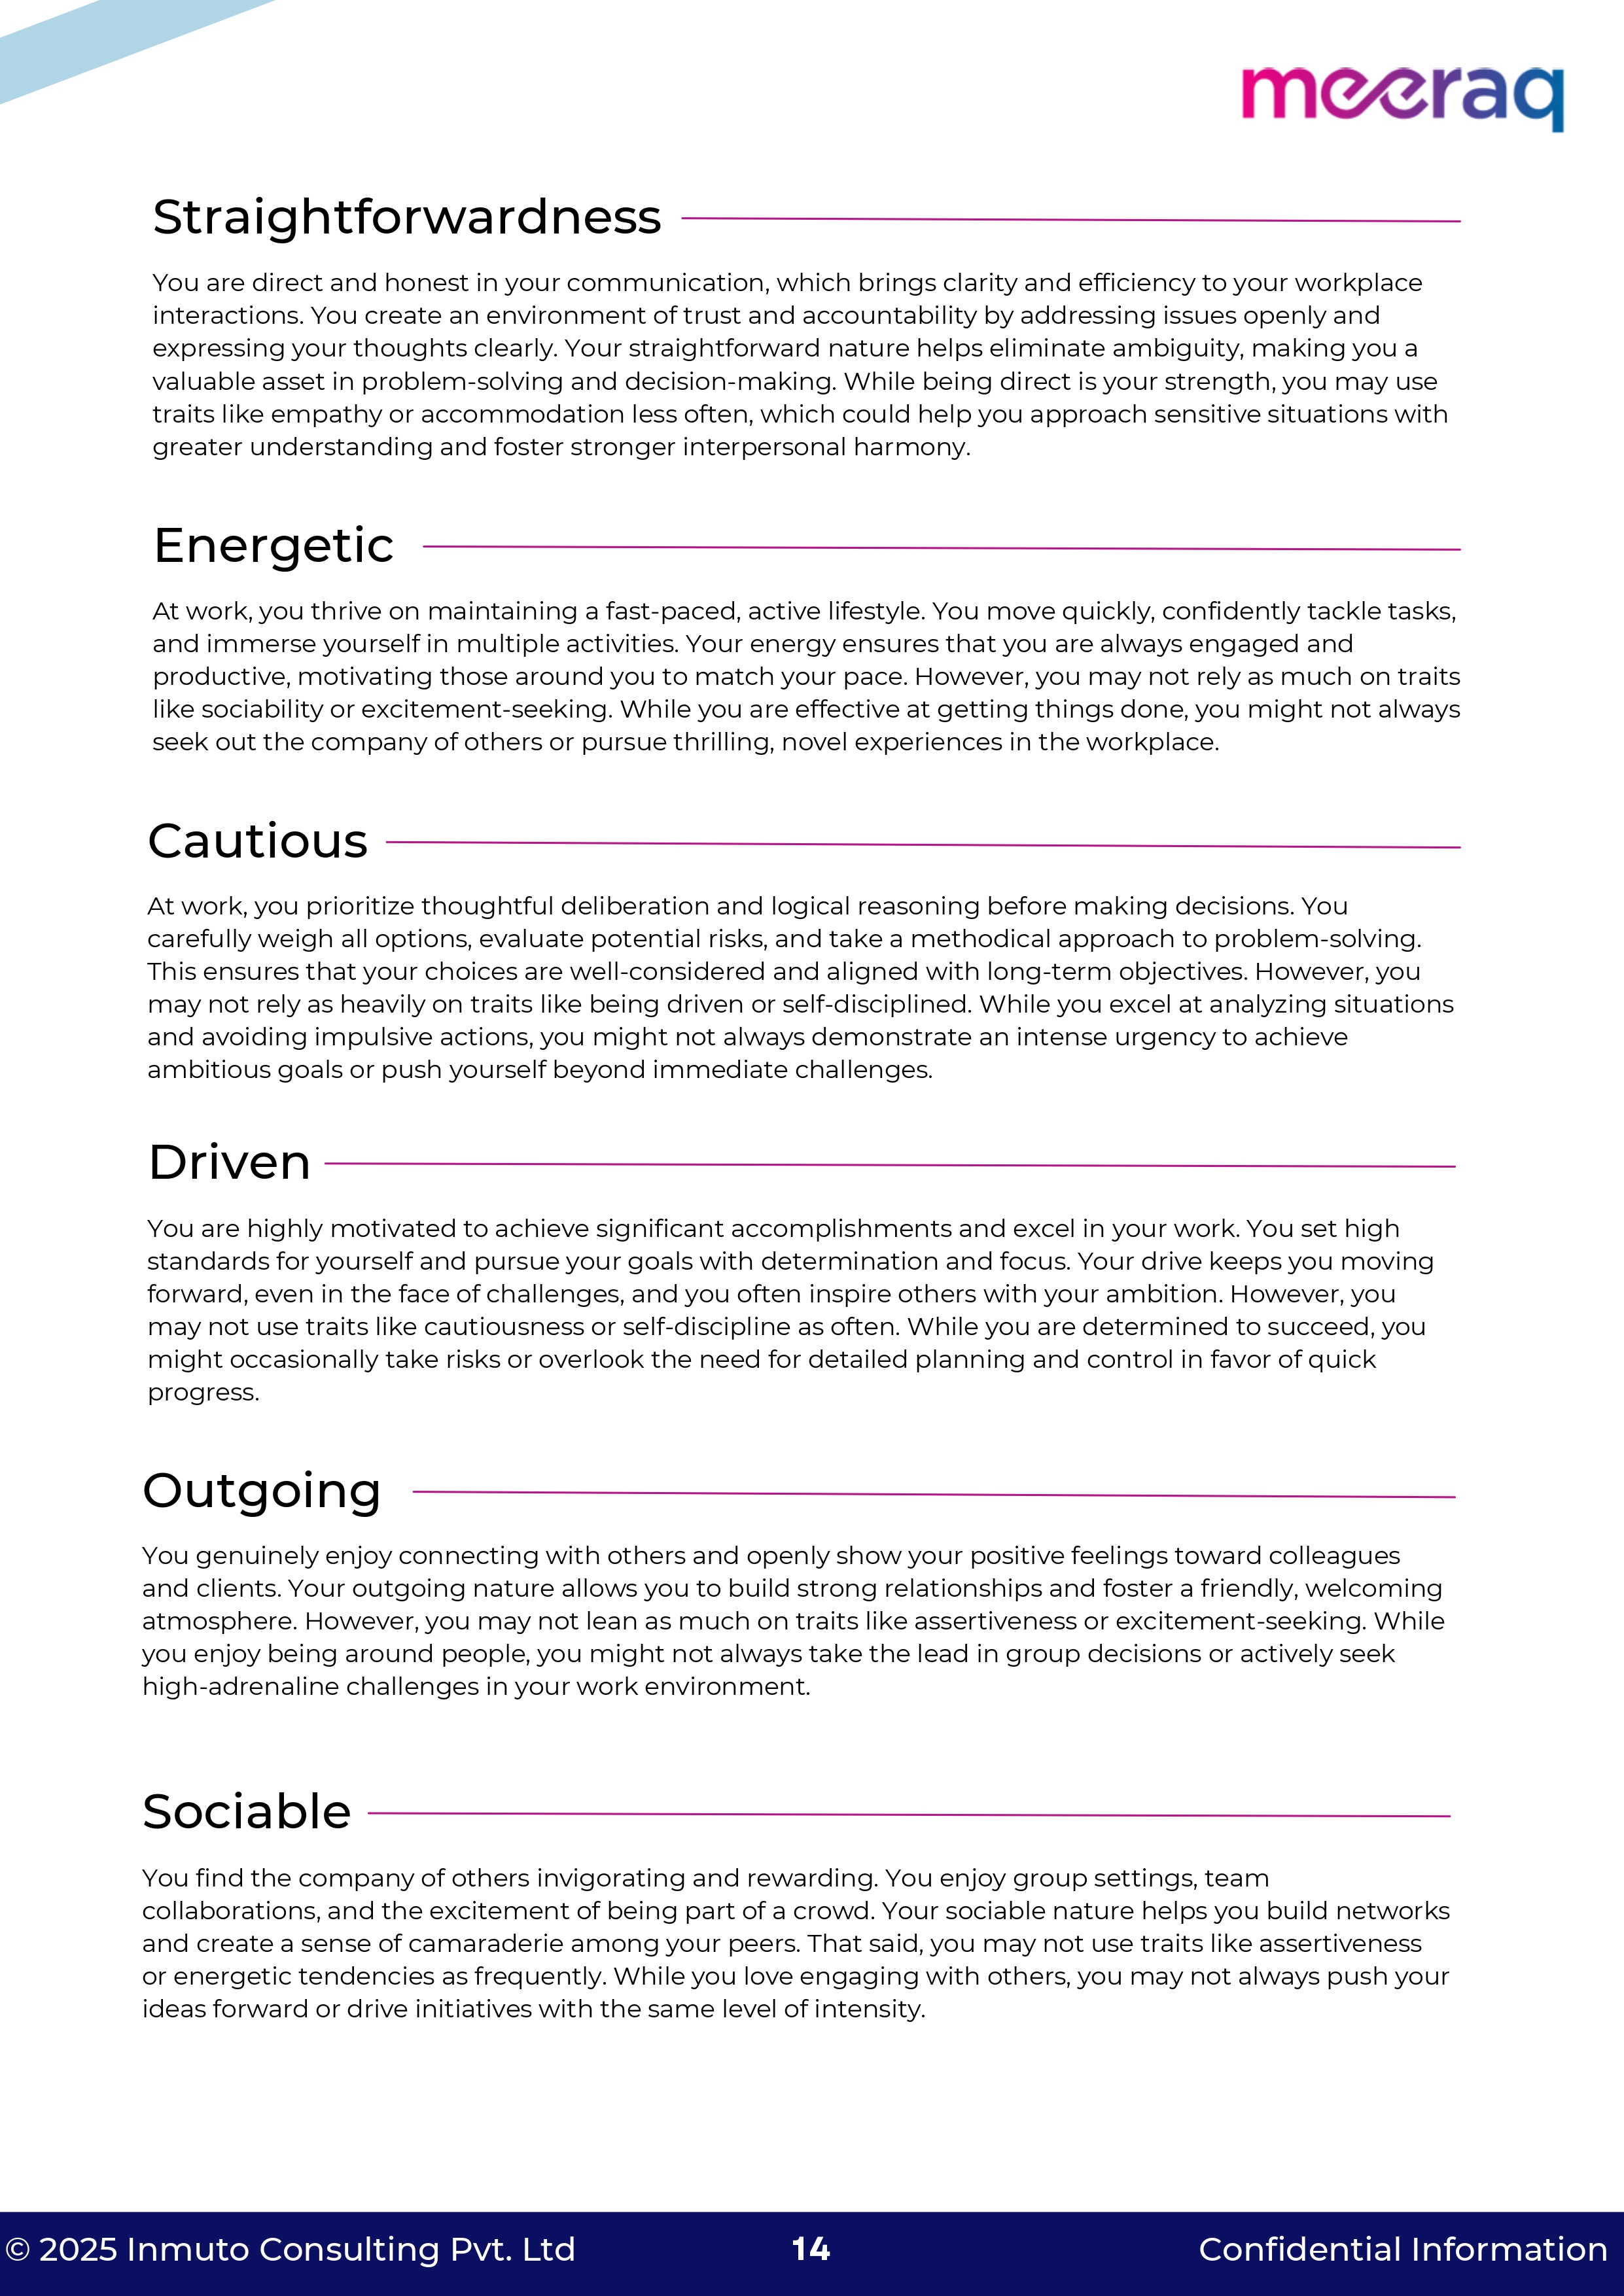 meeraq
Straightforwardness
You are direct and honest in your communication, which brings clarity and efficiency to your workplace
interactions. You create an environment of trust and accountability by addressing issues openly and
expressing your thoughts clearly. Your straightforward nature helps eliminate ambiguity, making you a
valuable asset in problem-solving and decision-making. While being direct is your strength, you may use
traits like empathy or accommodation less often, which could help you approach sensitive situations with
greater understanding and foster stronger interpersonal harmony.
Energetic
At work, you thrive on maintaining a fast-paced, active lifestyle. You move quickly, confidently tackle tasks,
and immerse yourself in multiple activities. Your energy ensures that you are always engaged and
productive, motivating those around you to match your pace. However, you may not rely as much on traits
like sociability or excitement-seeking. While you are effective at getting things done, you might not always
seek out the company of others or pursue thrilling, novel experiences in the workplace.
Cautious
At work, you prioritize thoughtful deliberation and logical reasoning before making decisions. You
carefully weigh all options, evaluate potential risks, and take a methodical approach to problem-solving.
This ensures that your choices are well-considered and aligned with long-term objectives. However, you
may not rely as heavily on traits like being driven or self-disciplined. While you excel at analyzing situations
and avoiding impulsive actions, you might not always demonstrate an intense urgency to achieve
ambitious goals or push yourself beyond immediate challenges.
Driven
You are highly motivated to achieve significant accomplishments and excel in your work. You set high
standards for yourself and pursue your goals with determination and focus. Your drive keeps you moving
forward, even in the face of challenges, and you often inspire others with your ambition. However, you
may not use traits like cautiousness or self-discipline as often. While you are determined to succeed, you
might occasionally take risks or overlook the need for detailed planning and control in favor of quick
progress.
Outgoing
You genuinely enjoy connecting with others and openly show your positive feelings toward colleagues
and clients. Your outgoing nature allows you to build strong relationships and foster a friendly, welcoming
atmosphere. However, you may not lean as much on traits like assertiveness or excitement-seeking. While
you enjoy being around people, you might not always take the lead in group decisions or actively seek
high-adrenaline challenges in your work environment.
Sociable
You find the company of others invigorating and rewarding. You enjoy group settings, team
collaborations, and the excitement of being part of a crowd. Your sociable nature helps you build networks
and create a sense of camaraderie among your peers. That said, you may not use traits like assertiveness
or energetic tendencies as frequently. While you love engaging with others, you may not always push your
ideas forward or drive initiatives with the same level of intensity.
© 2025 Inmuto Consulting Pvt. Ltd 14 Confidential Information